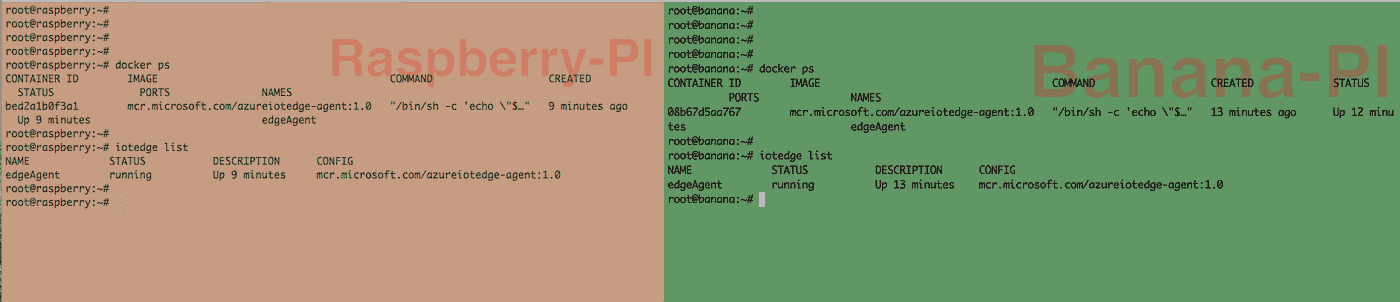 root@raspberry:~#
root@raspberry:~#
root@raspberry:~#
root@raspberry:~#
root@raspberry:~# docker ps
CONTAINER ID IMAGE COMMAND CREATED
STATUS PORTS NAMES
bed2a1b0f3a1 mcr.microsoft.com/azureiotedge-agent:1.0 "/bin/sh -c 'echo \"$…" 9 minutes ago
Up 9 minutes edgeAgent
root@raspberry:~#
root@raspberry:~# iotedge list
NAME STATUS DESCRIPTION CONFIG
edgeAgent running Up 9 minutes mcr.microsoft.com/azureiotedge-agent:1.0
root@raspberry:~#
root@raspberry:~#
Raspberry-PI
root@banana:~#
root@banana:~#
root@banana:~#
root@banana:~#
root@banana:~# docker ps
CONTAINER ID IMAGE COMMAND CREATED STATUS
PORTS NAMES
08b67d5aa767 mcr.microsoft.com/azureiotedge-agent:1.0 "/bin/sh -c 'echo \"$…" 13 minutes ago Up 12 minu
tes edgeAgent
root@banana:~#
root@banana:~# iotedge list
NAME STATUS DESCRIPTION CONFIG
edgeAgent running Up 13 minutes mcr.microsoft.com/azureiotedge-agent:1.0
root@banana:~#
Banana-PI